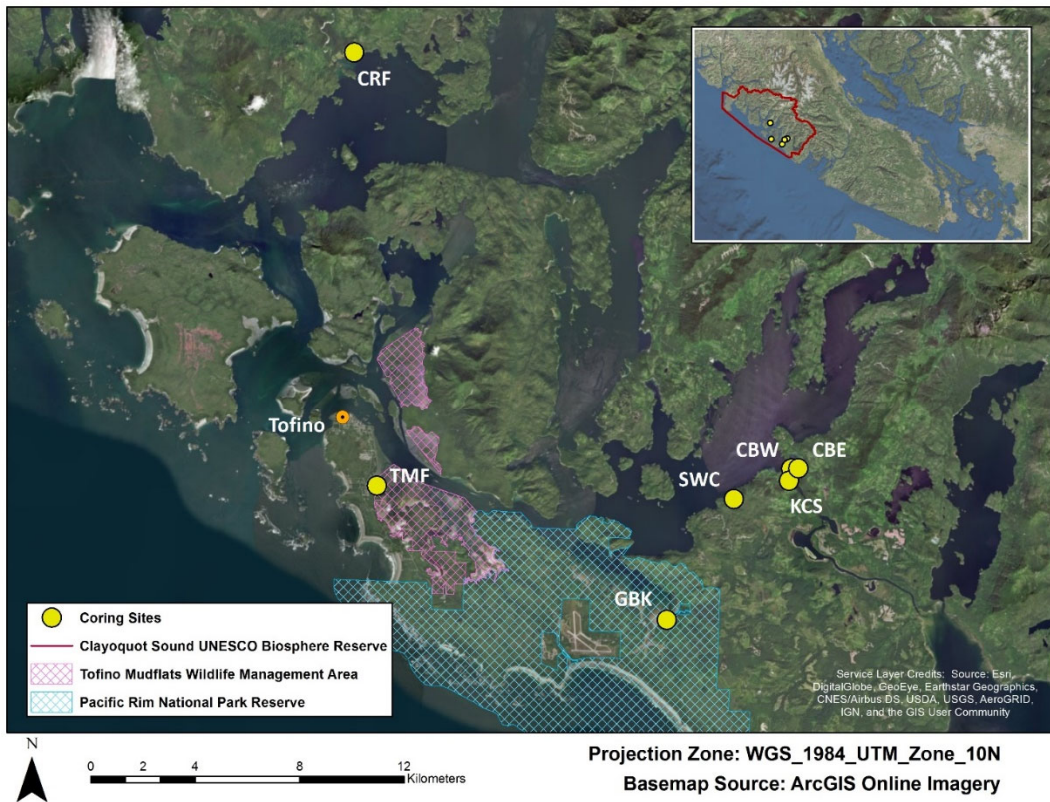 CRF
Tofino
TMF
CBW
CBE
SWC
KCS
GBK
Coring Sites
Clayoquot Sound UNESCO Biosphere Reserve
Tofino Mudflats Wildlife Management Area
Pacific Rim National Park Reserve
Service Layer Credits: Source: Esri,
DigitalGlobe, GeoEye, Earthstar Geographics,
CNES/Airbus DS, USDA, USGS, AeroGRID,
IGN, and the GIS User Community
N
0 2 4 8 12
Kilometers
Projection Zone: WGS_1984_UTM_Zone_10N
Basemap Source: ArcGIS Online Imagery